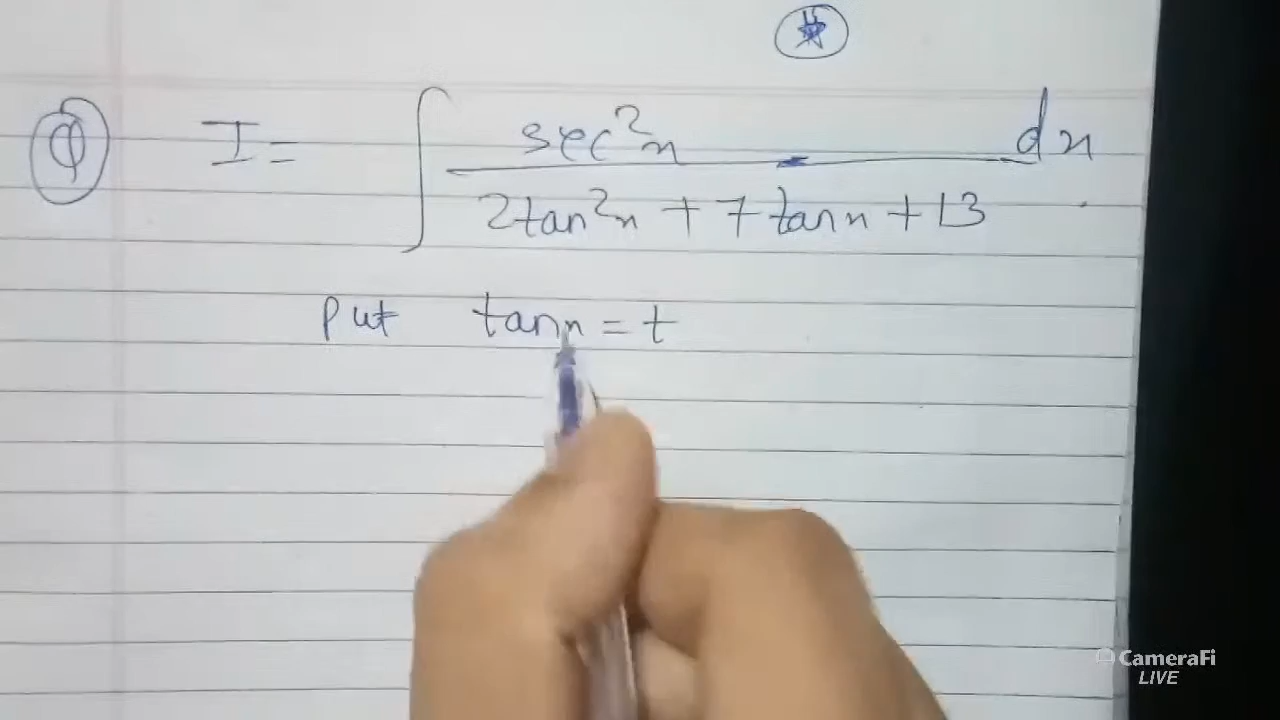 Q I = ∫ sec²x / (2tan²x + 7tanx + 13) dx
Put tanx = t
CameraFi
LIVE